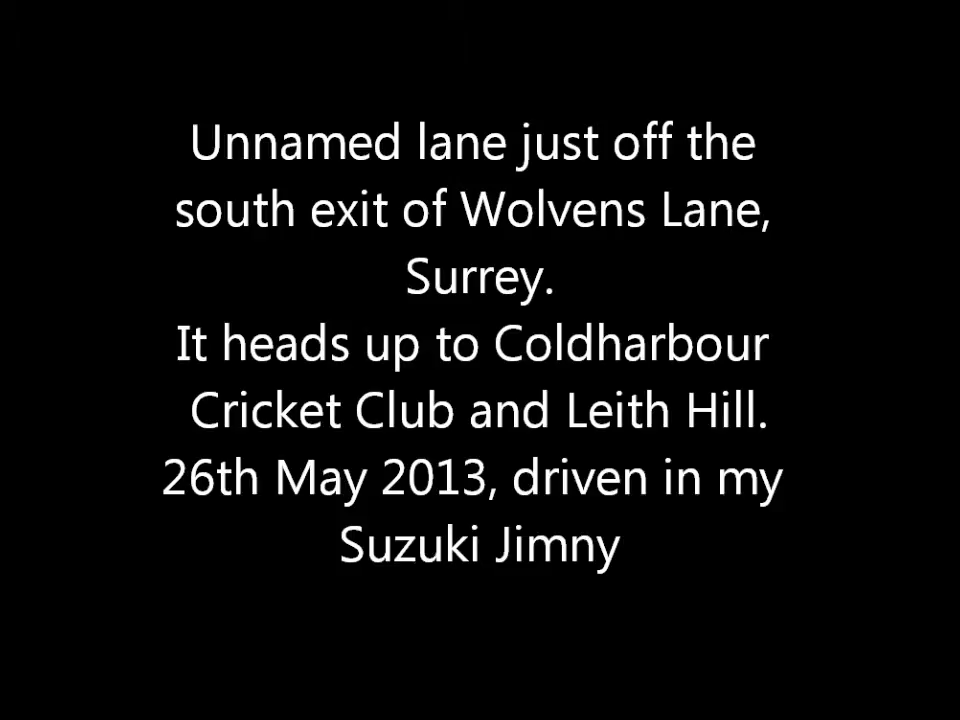 Unnamed lane just off the
south exit of Wolvens Lane,
Surrey.
It heads up to Coldharbour
Cricket Club and Leith Hill.
26th May 2013, driven in my
Suzuki Jimny